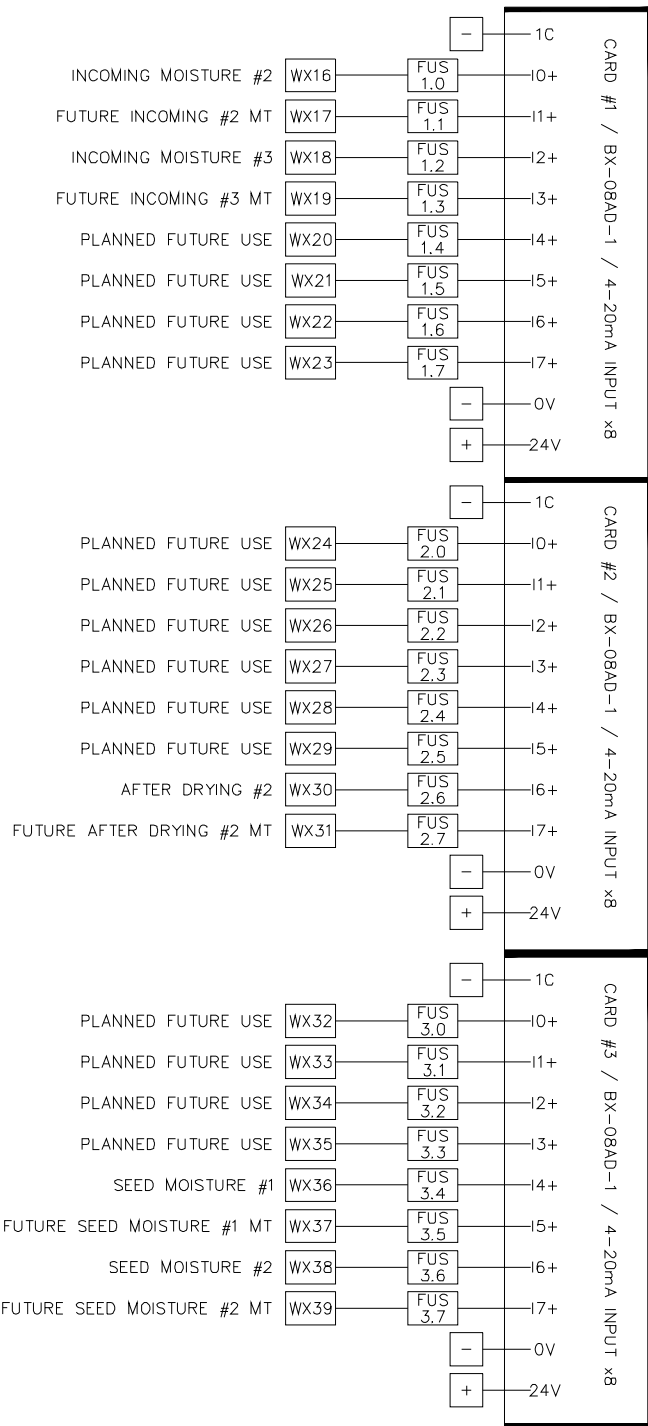 - 1C
INCOMING MOISTURE #2 WX16 FUS 1.0 I0+
FUTURE INCOMING #2 MT WX17 FUS 1.1 I1+
INCOMING MOISTURE #3 WX18 FUS 1.2 I2+
FUTURE INCOMING #3 MT WX19 FUS 1.3 I3+
PLANNED FUTURE USE WX20 FUS 1.4 I4+
PLANNED FUTURE USE WX21 FUS 1.5 I5+
PLANNED FUTURE USE WX22 FUS 1.6 I6+
PLANNED FUTURE USE WX23 FUS 1.7 I7+
- 0V
+ 24V
CARD #1 / BX-08AD-1 / 4-20mA INPUT x8
- 1C
PLANNED FUTURE USE WX24 FUS 2.0 I0+
PLANNED FUTURE USE WX25 FUS 2.1 I1+
PLANNED FUTURE USE WX26 FUS 2.2 I2+
PLANNED FUTURE USE WX27 FUS 2.3 I3+
PLANNED FUTURE USE WX28 FUS 2.4 I4+
PLANNED FUTURE USE WX29 FUS 2.5 I5+
AFTER DRYING #2 WX30 FUS 2.6 I6+
FUTURE AFTER DRYING #2 MT WX31 FUS 2.7 I7+
- 0V
+ 24V
CARD #2 / BX-08AD-1 / 4-20mA INPUT x8
- 1C
PLANNED FUTURE USE WX32 FUS 3.0 I0+
PLANNED FUTURE USE WX33 FUS 3.1 I1+
PLANNED FUTURE USE WX34 FUS 3.2 I2+
PLANNED FUTURE USE WX35 FUS 3.3 I3+
SEED MOISTURE #1 WX36 FUS 3.4 I4+
FUTURE SEED MOISTURE #1 MT WX37 FUS 3.5 I5+
SEED MOISTURE #2 WX38 FUS 3.6 I6+
FUTURE SEED MOISTURE #2 MT WX39 FUS 3.7 I7+
- 0V
+ 24V
CARD #3 / BX-08AD-1 / 4-20mA INPUT x8